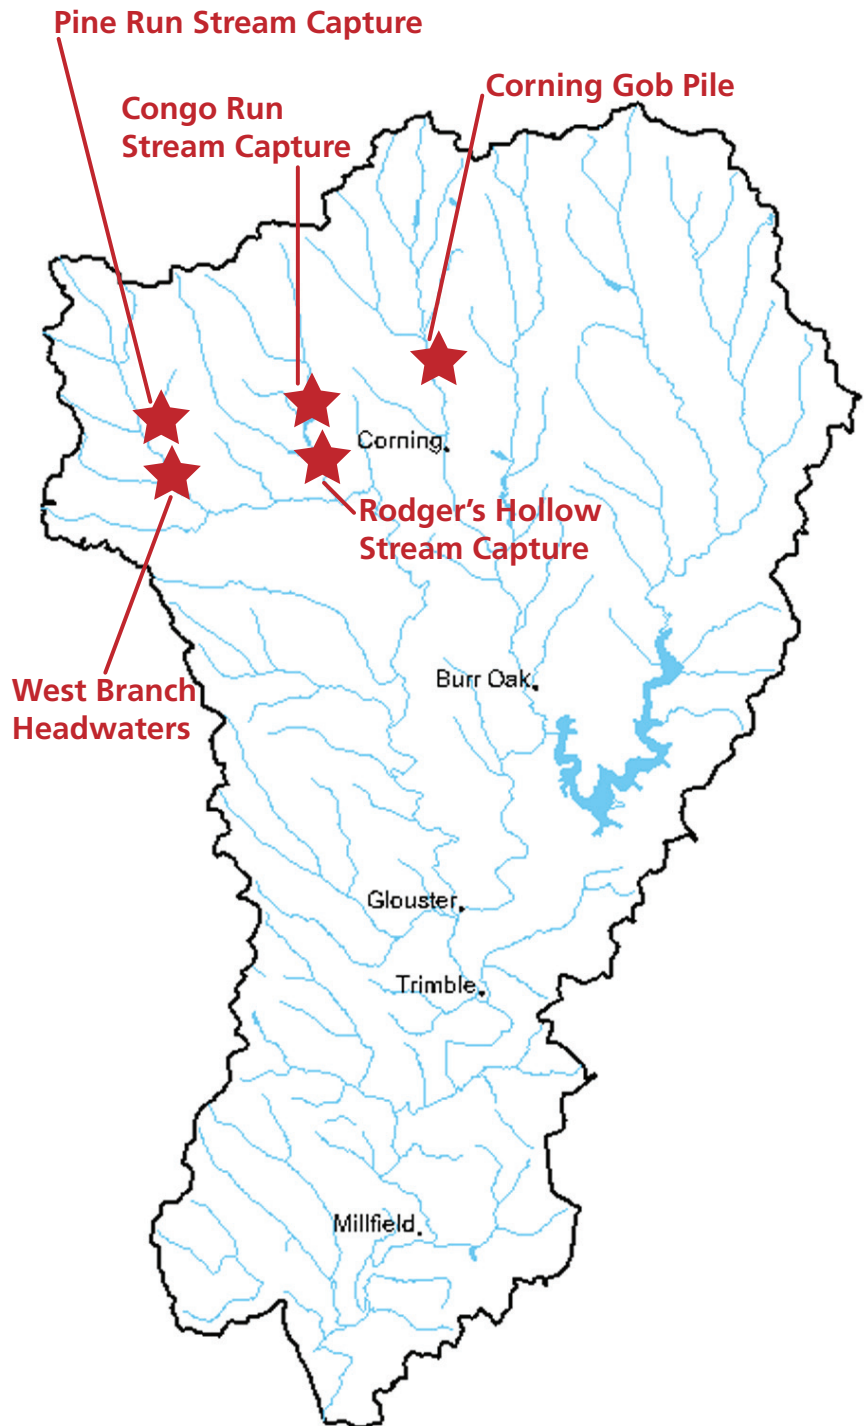 Pine Run Stream Capture
Corning Gob Pile
Congo Run
Stream Capture
Corning
Rodger’s Hollow
Stream Capture
West Branch
Headwaters
Burr Oak
Glouster
Trimble
Millfield